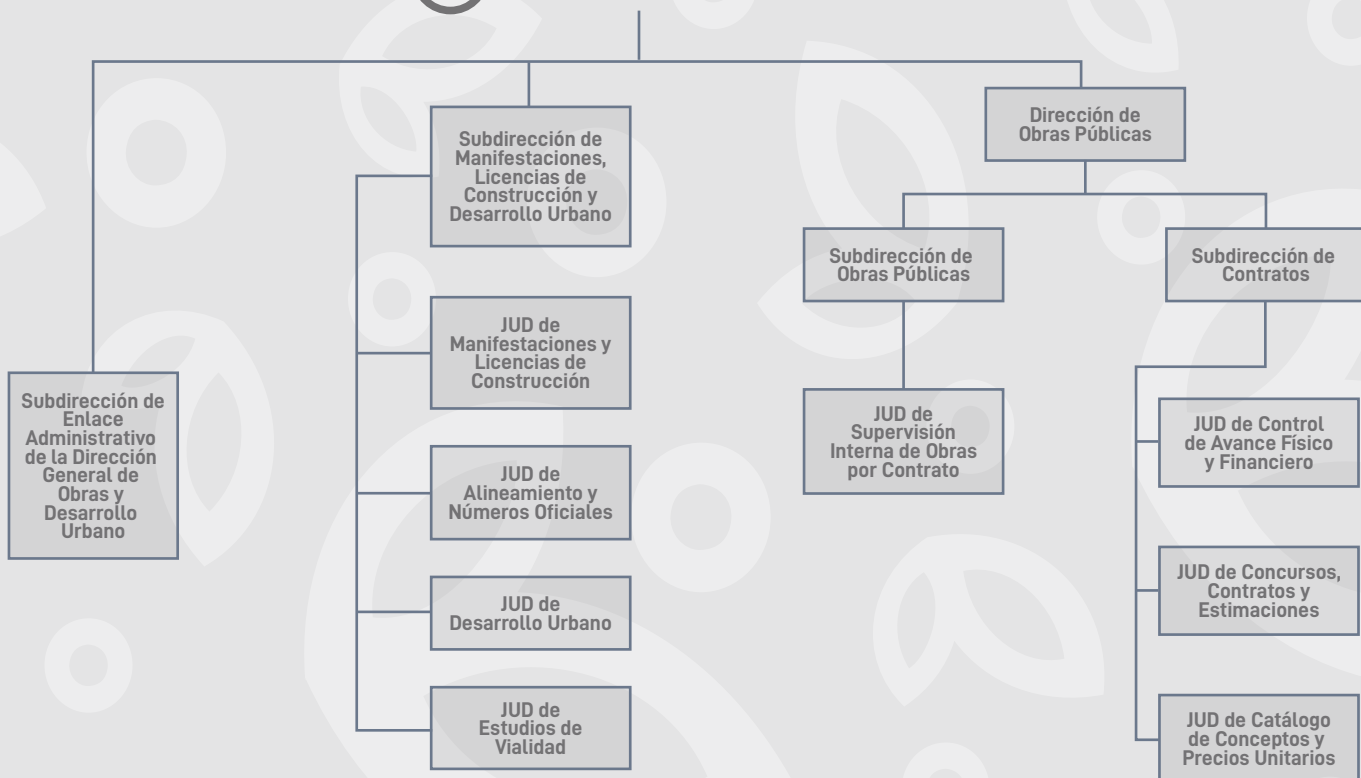 Subdirección de
Enlace
Administrativo
de la Dirección
General de
Obras y
Desarrollo
Urbano
Subdirección de
Manifestaciones,
Licencias de
Construcción y
Desarrollo Urbano
JUD de
Manifestaciones y
Licencias de
Construcción
JUD de
Alineamiento y
Números Oficiales
JUD de
Desarrollo Urbano
JUD de
Estudios de
Vialidad
Dirección de
Obras Públicas
Subdirección de
Obras Públicas
JUD de
Supervisión
Interna de Obras
por Contrato
Subdirección de
Contratos
JUD de Control
de Avance Físico
y Financiero
JUD de Concursos,
Contratos y
Estimaciones
JUD de Catálogo
de Conceptos y
Precios Unitarios